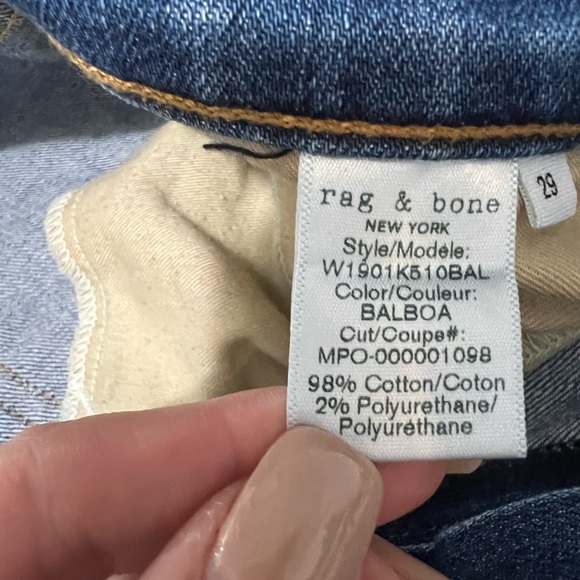 rag & bone
NEW YORK
Style/Modèle:
W1901K510BAL
Color/Couleur:
BALBOA
Cut/Coupe#:
MPO-000001098
98% Cotton/Coton
2% Polyurethane/
Polyuréthane
29